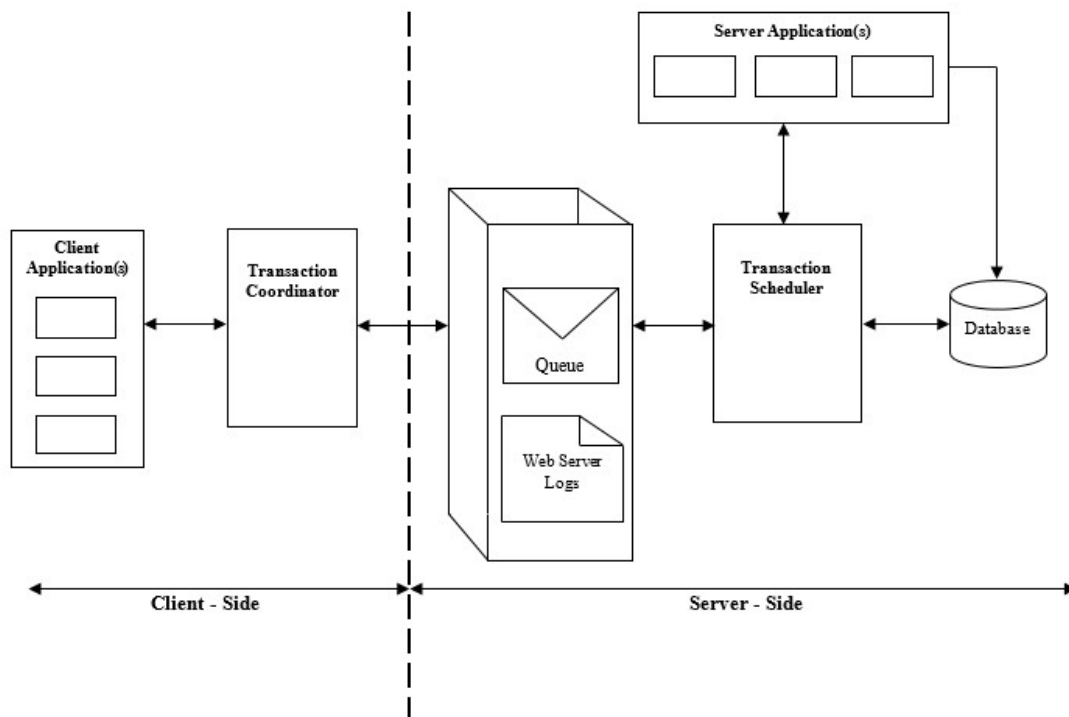 Server Application(s)
Client
Application(s)
Transaction
Coordinator
Queue
Web Server
Logs
Transaction
Scheduler
Database
Client - Side
Server - Side